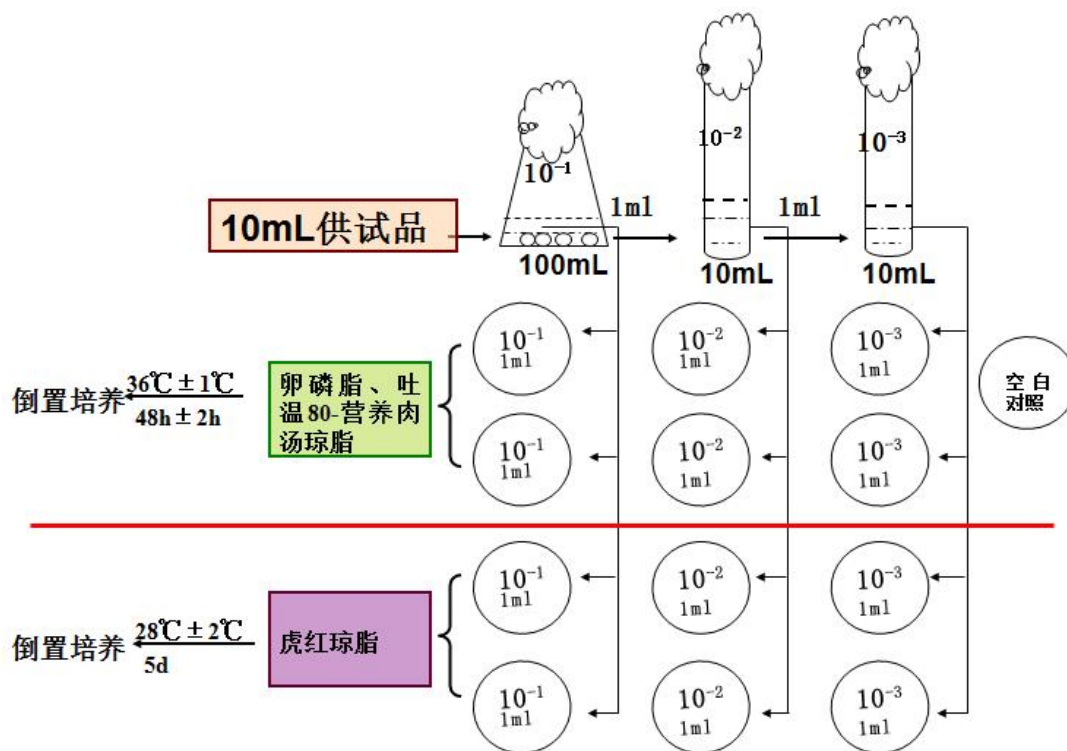 10⁻¹
10⁻²
10⁻³
10mL供试品
1ml
1ml
100mL
10mL
10mL
10⁻¹
1ml
10⁻²
1ml
10⁻³
1ml
空白
对照
倒置培养
36℃±1℃
48h±2h
卵磷脂、吐
温80-营养肉
汤琼脂
10⁻¹
1ml
10⁻²
1ml
10⁻³
1ml
10⁻¹
1ml
10⁻²
1ml
10⁻³
1ml
倒置培养
28℃±2℃
5d
虎红琼脂
10⁻¹
1ml
10⁻²
1ml
10⁻³
1ml